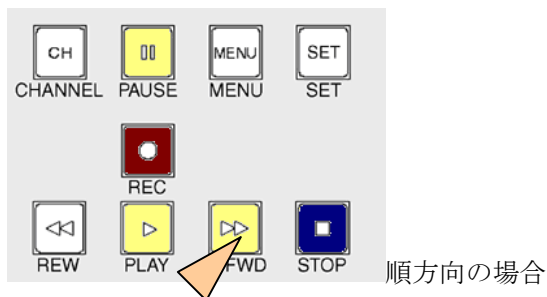 CH MENU SET
CHANNEL PAUSE MENU SET
REC
REW PLAY FWD STOP
順方向の場合